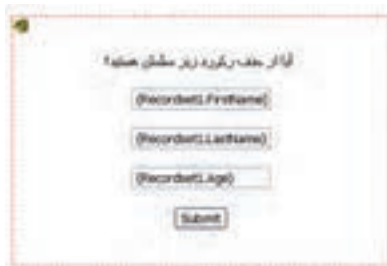 آیا از حذف رکورد زیر مطمئن هستید؟
{Recordset1.FirstName}
{Recordset1.LastName}
{Recordset1.Age}
Submit